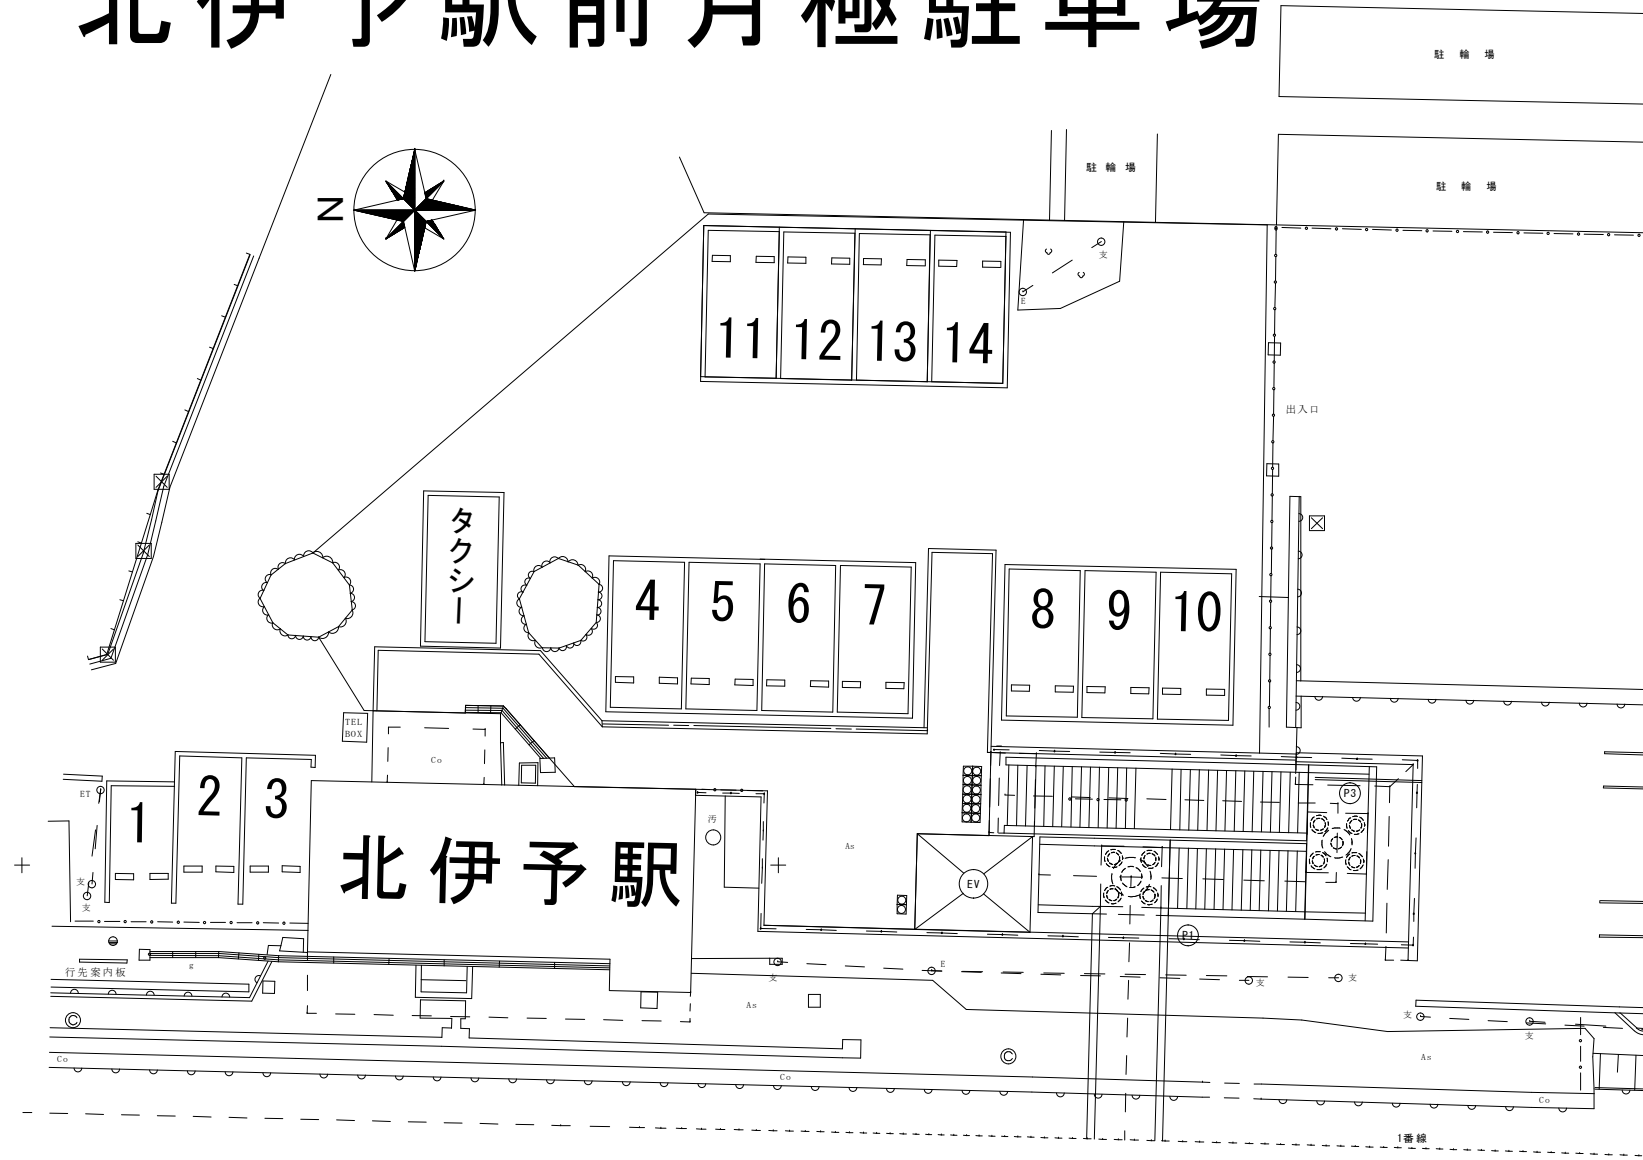 北伊予駅前月極駐車場
駐輪場
駐輪場
駐輪場
N
支
E
11 12 13 14
出入口
タクシー
4 5 6 7
8 9 10
TEL
BOX
Co
ET
1 2 3
汚
As
P3
北伊予駅
EV
支
支
P1
行先案内板
g
支
E
支
支
C
As
支
支
C
As
Co
Co
Co
1番線